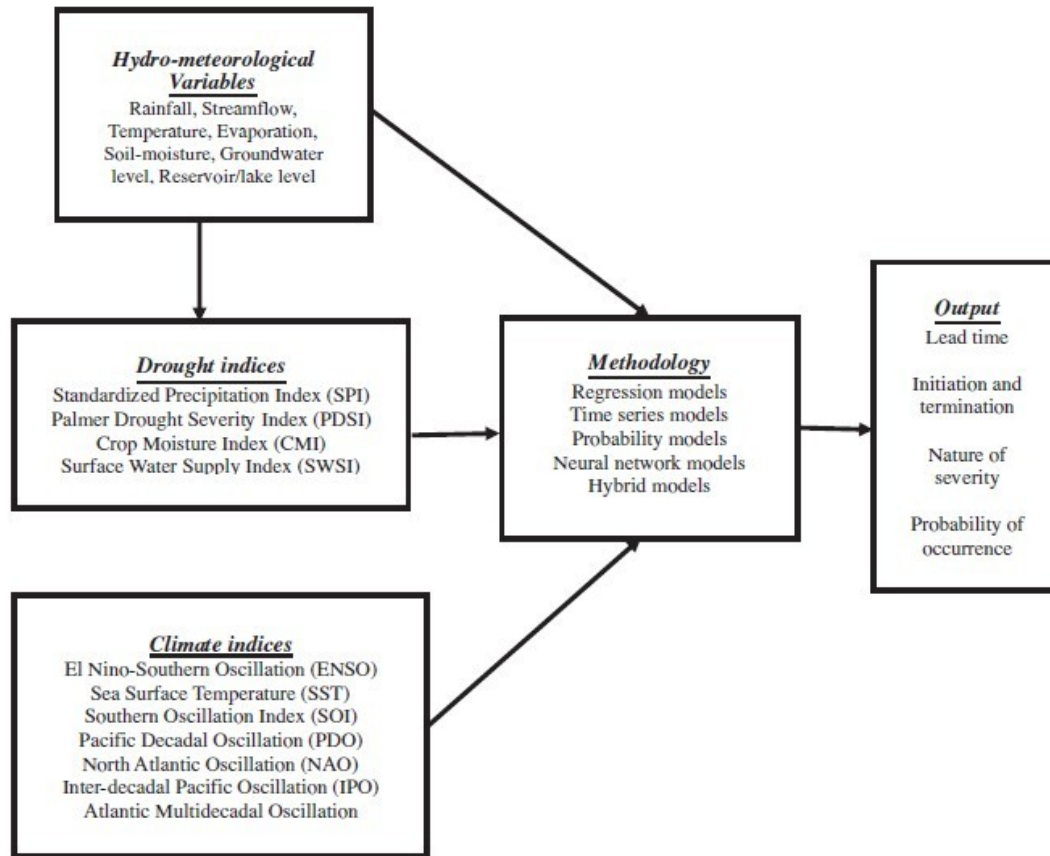 Hydro-meteorological
Variables
Rainfall, Streamflow,
Temperature, Evaporation,
Soil-moisture, Groundwater
level, Reservoir/lake level
Drought indices
Standardized Precipitation Index (SPI)
Palmer Drought Severity Index (PDSI)
Crop Moisture Index (CMI)
Surface Water Supply Index (SWSI)
Climate indices
El Nino-Southern Oscillation (ENSO)
Sea Surface Temperature (SST)
Southern Oscillation Index (SOI)
Pacific Decadal Oscillation (PDO)
North Atlantic Oscillation (NAO)
Inter-decadal Pacific Oscillation (IPO)
Atlantic Multidecadal Oscillation
Methodology
Regression models
Time series models
Probability models
Neural network models
Hybrid models
Output
Lead time
Initiation and
termination
Nature of
severity
Probability of
occurrence